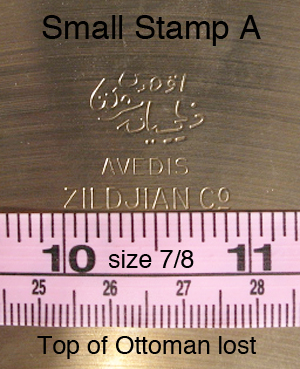 Small Stamp A
AVEDIS
ZILDJIAN CO
10 size 7/8 11
25 26 27 28
Top of Ottoman lost